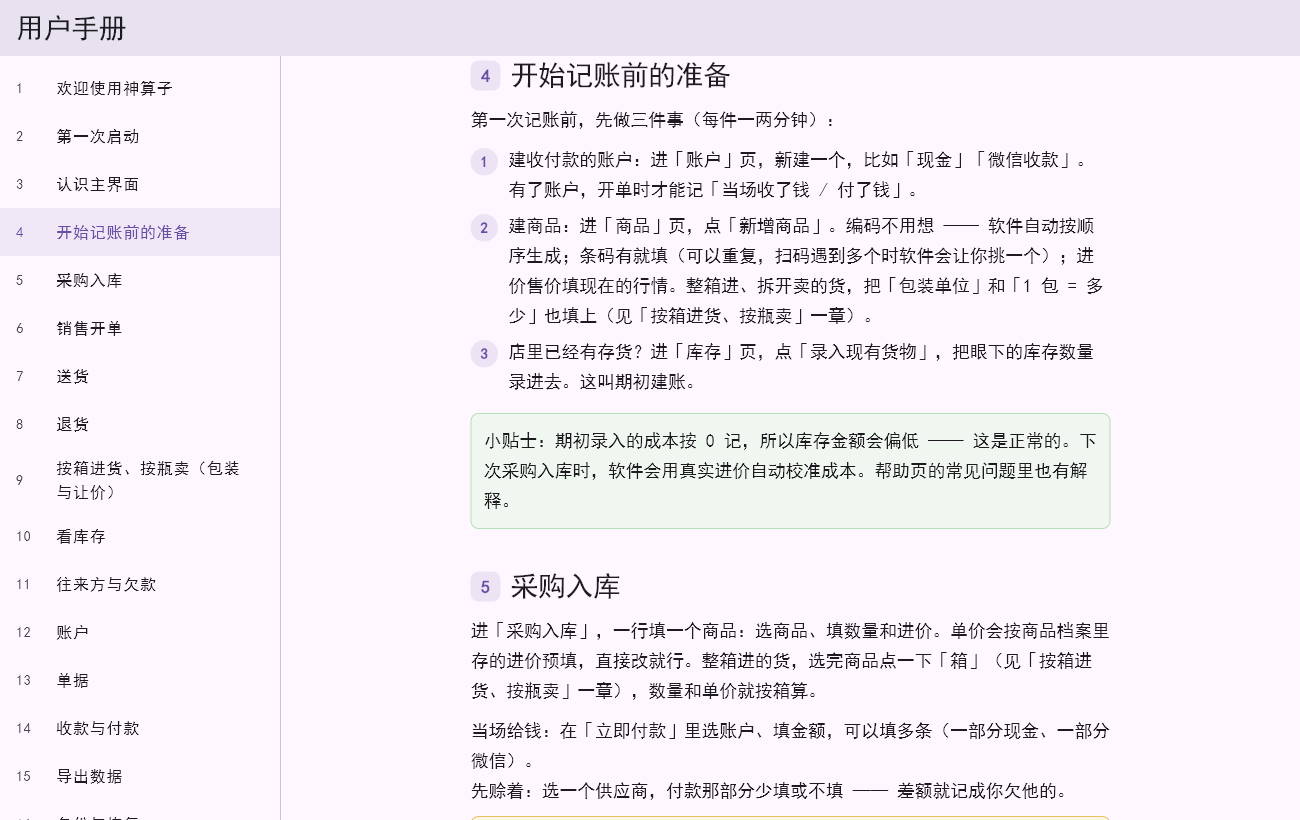 用户手册
1 欢迎使用神算子
2 第一次启动
3 认识主界面
4 开始记账前的准备
5 采购入库
6 销售开单
7 送货
8 退货
9 按箱进货、按瓶卖（包装
与让价）
10 看库存
11 往来方与欠款
12 账户
13 单据
14 收款与付款
15 导出数据
4 开始记账前的准备
第一次记账前，先做三件事（每件一两分钟）：
1 建收付款的账户：进「账户」页，新建一个，比如「现金」「微信收款」。
有了账户，开单时才能记「当场收了钱 / 付了钱」。
2 建商品：进「商品」页，点「新增商品」。编码不用想 —— 软件自动按顺
序生成；条码有就填（可以重复，扫码遇到多个时软件会让你挑一个）；进
价售价填现在的行情。整箱进、拆开卖的货，把「包装单位」和「1 包 = 多
少」也填上（见「按箱进货、按瓶卖」一章）。
3 店里已经有存货？进「库存」页，点「录入现有货物」，把眼下的库存数量
录进去。这叫期初建账。
小贴士：期初录入的成本按 0 记，所以库存金额会偏低 —— 这是正常的。下
次采购入库时，软件会用真实进价自动校准成本。帮助页的常见问题里也有解
释。
5 采购入库
进「采购入库」，一行填一个商品：选商品、填数量和进价。单价会按商品档案里
存的进价预填，直接改就行。整箱进的货，选完商品点一下「箱」（见「按箱进
货、按瓶卖」一章），数量和单价就按箱算。
当场给钱：在「立即付款」里选账户、填金额，可以填多条（一部分现金、一部分
微信）。
先赊着：选一个供应商，付款那部分少填或不填 —— 差额就记成你欠他的。